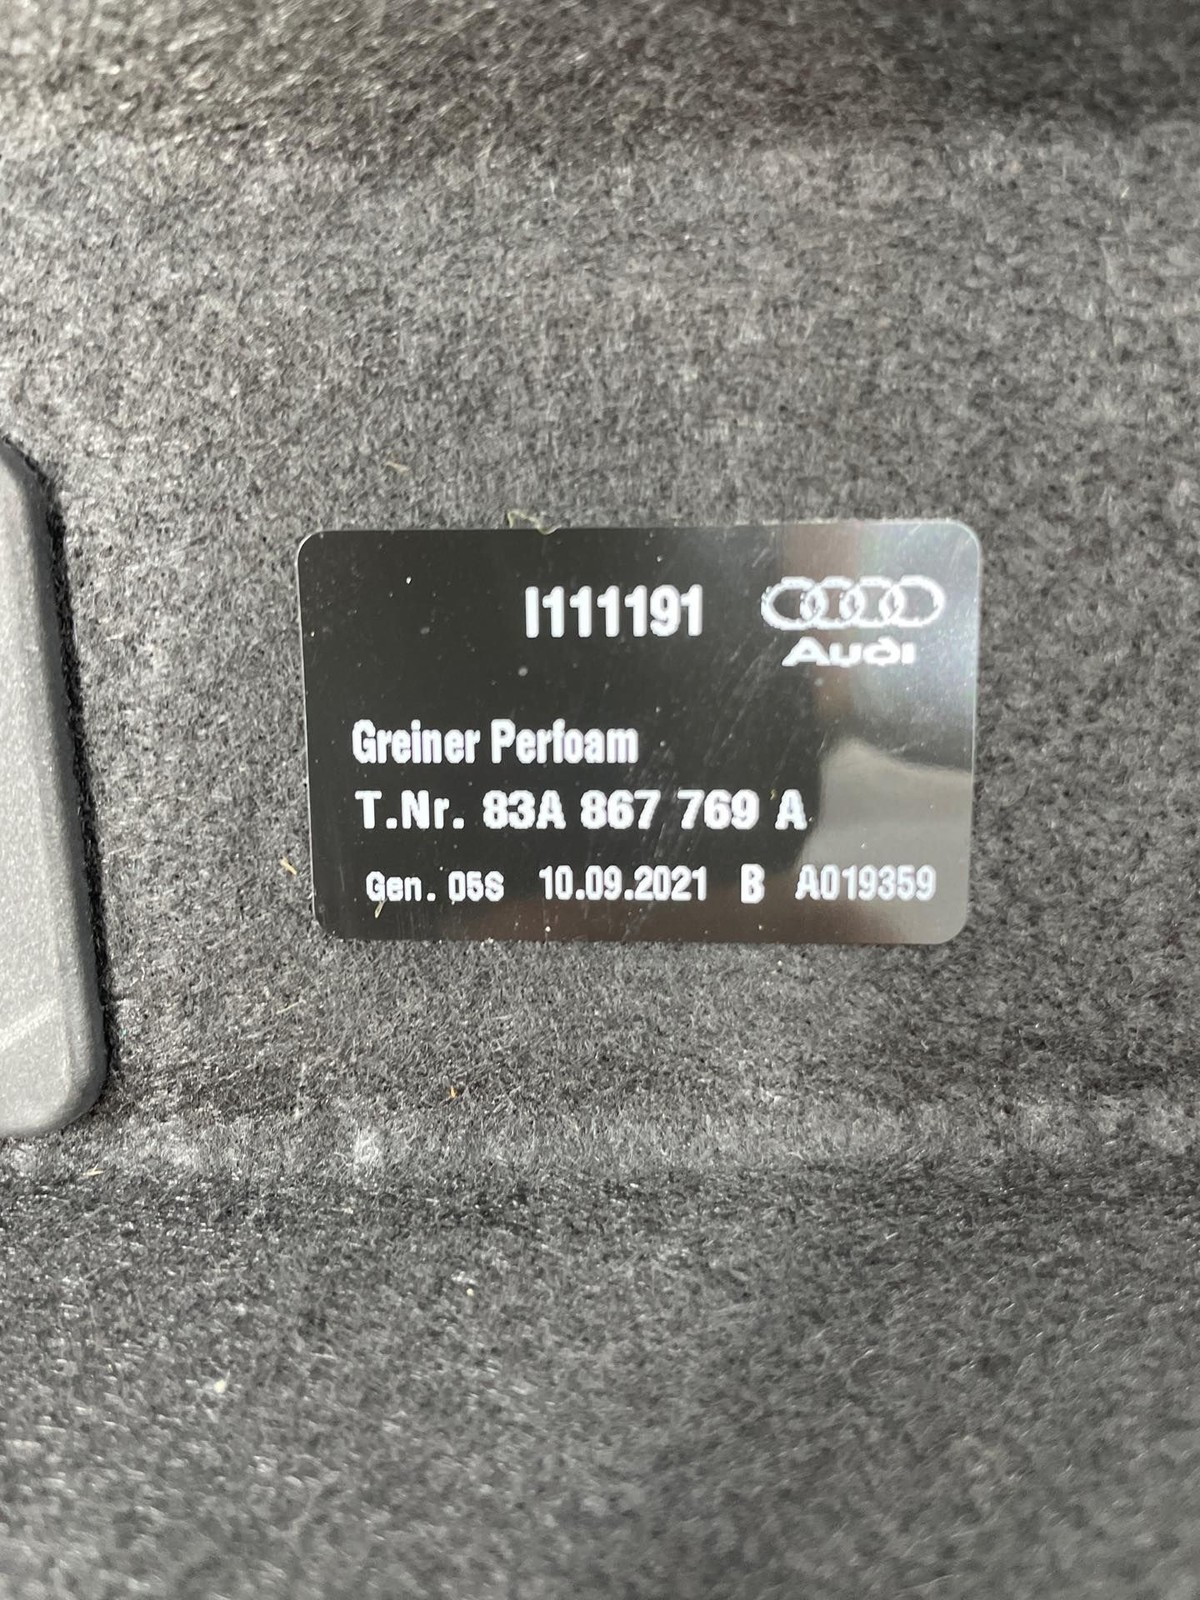 I111191
Audi
Greiner Perfoam
T.Nr. 83A 867 769 A
Gen. 05S 10.09.2021 B A019359